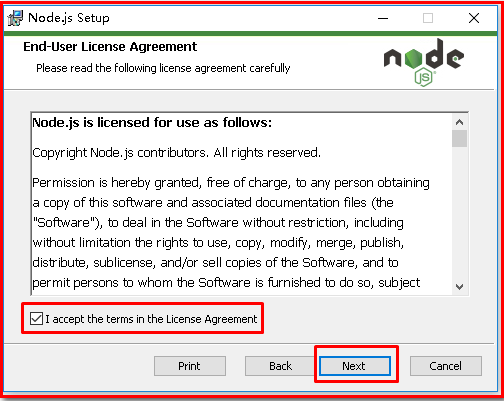 Node.js Setup
End-User License Agreement
Please read the following license agreement carefully
node
JS
Node.js is licensed for use as follows:
Copyright Node.js contributors. All rights reserved.
Permission is hereby granted, free of charge, to any person obtaining
a copy of this software and associated documentation files (the
"Software"), to deal in the Software without restriction, including
without limitation the rights to use, copy, modify, merge, publish,
distribute, sublicense, and/or sell copies of the Software, and to
permit persons to whom the Software is furnished to do so, subject
I accept the terms in the License Agreement
Print
Back
Next
Cancel